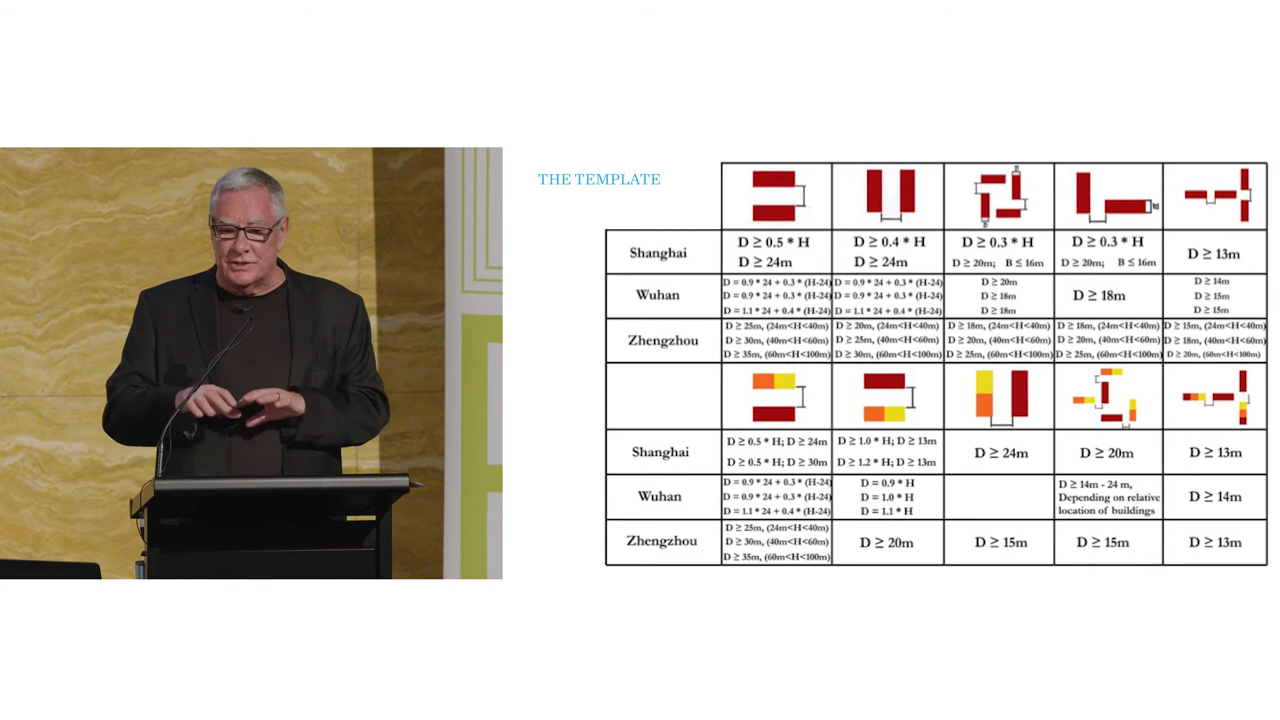 THE TEMPLATE
Shanghai
D ≥ 0.5 * H
D ≥ 24m
D ≥ 0.4 * H
D ≥ 24m
D ≥ 0.3 * H
D ≥ 20m; B ≤ 16m
D ≥ 0.3 * H
D ≥ 20m; B ≤ 16m
D ≥ 13m
Wuhan
D = 0.9 * 24 + 0.3 * (H-24)
D = 0.9 * 24 + 0.3 * (H-24)
D = 1.1 * 24 + 0.4 * (H-24)
D = 0.9 * 24 + 0.3 * (H-24)
D = 0.9 * 24 + 0.3 * (H-24)
D = 1.1 * 24 + 0.4 * (H-24)
D ≥ 20m
D ≥ 18m
D ≥ 18m
D ≥ 18m
D ≥ 14m
D ≥ 15m
D ≥ 15m
Zhengzhou
D ≥ 25m, (24m<H<40m)
D ≥ 30m, (40m<H<60m)
D ≥ 35m, (60m<H<100m)
D ≥ 20m, (24m<H<40m)
D ≥ 25m, (40m<H<60m)
D ≥ 30m, (60m<H<100m)
D ≥ 18m, (24m<H<40m)
D ≥ 20m, (40m<H<60m)
D ≥ 25m, (60m<H<100m)
D ≥ 18m, (24m<H<40m)
D ≥ 20m, (40m<H<60m)
D ≥ 25m, (60m<H<100m)
D ≥ 15m, (24m<H<40m)
D ≥ 18m, (40m<H<60m)
D ≥ 20m, (60m<H<100m)
Shanghai
D ≥ 0.5 * H; D ≥ 24m
D ≥ 0.5 * H; D ≥ 30m
D ≥ 1.0 * H; D ≥ 13m
D ≥ 1.2 * H; D ≥ 13m
D ≥ 24m
D ≥ 20m
D ≥ 13m
Wuhan
D = 0.9 * 24 + 0.3 * (H-24)
D = 0.9 * 24 + 0.3 * (H-24)
D = 1.1 * 24 + 0.4 * (H-24)
D = 0.9 * H
D = 1.0 * H
D = 1.1 * H
D ≥ 14m - 24 m,
Depending on relative
location of buildings
D ≥ 14m
Zhengzhou
D ≥ 25m, (24m<H<40m)
D ≥ 30m, (40m<H<60m)
D ≥ 35m, (60m<H<100m)
D ≥ 20m
D ≥ 15m
D ≥ 15m
D ≥ 13m